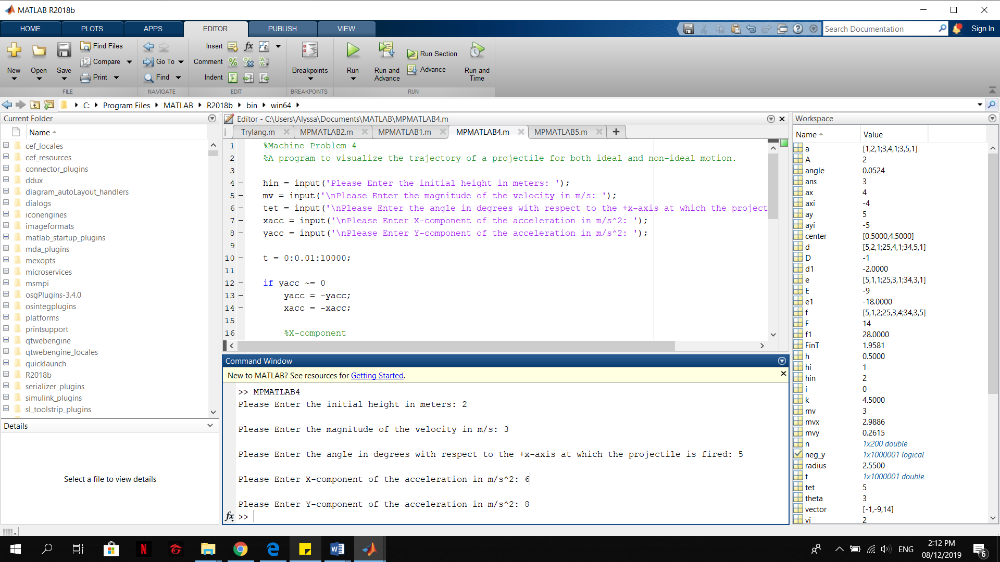 MATLAB R2018b
HOME PLOTS APPS EDITOR PUBLISH VIEW
Search Documentation
Sign In
New
Open
Save
Find Files
Compare
Print
FILE
Go To
Find
NAVIGATE
Insert
Comment
Indent
EDIT
Breakpoints
BREAKPOINTS
Run
Run and Advance
Run Section
Advance
Run and Time
RUN
C: Program Files MATLAB R2018b bin win64
Current Folder
Name
cef_locales
cef_resources
connector_plugins
ddux
diagram_autoLayout_handlers
dialogs
iconengines
imageformats
matlab_startup_plugins
mda_plugins
mexopts
microservices
msmpi
osgPlugins-3.4.0
osintegplugins
platforms
printsupport
qtwebengine
qtwebengine_locales
quicklaunch
R2018b
serializer_plugins
simulink_plugins
sl_toolstrip_plugins
Details
Select a file to view details
Editor - C:\Users\Alyssa\Documents\MATLAB\MPMATLAB4.m
Trylang.m MPMATLAB2.m MPMATLAB1.m MPMATLAB4.m MPMATLAB5.m +
1 %Machine Problem 4
2 %A program to visualize the trajectory of a projectile for both ideal and non-ideal motion.
3
4 – hin = input('Please Enter the initial height in meters: ');
5 – mv = input('\nPlease Enter the magnitude of the velocity in m/s: ');
6 – tet = input('\nPlease Enter the angle in degrees with respect to the +x-axis at which the project
7 – xacc = input('\nPlease Enter X-component of the acceleration in m/s^2: ');
8 – yacc = input('\nPlease Enter Y-component of the acceleration in m/s^2: ');
9
10 – t = 0:0.01:10000;
11
12 – if yacc ~= 0
13 – yacc = -yacc;
14 – xacc = -xacc;
15
16 %X-component
Command Window
New to MATLAB? See resources for Getting Started.
>> MPMATLAB4
Please Enter the initial height in meters: 2
Please Enter the magnitude of the velocity in m/s: 3
Please Enter the angle in degrees with respect to the +x-axis at which the projectile is fired: 5
Please Enter X-component of the acceleration in m/s^2: 6
Please Enter Y-component of the acceleration in m/s^2: 8
fx >>
Workspace
Name Value
a [1,2,1;3,4,1;3,5,1]
A 2
angle 0.0524
ans 3
ax 4
axi -4
ay 5
ayi -5
center [0.5000,4.5000]
d [5,2,1;25,4,1;34,5,1]
D -1
d1 -2.0000
e [5,1,1;25,3,1;34,3,1]
E -9
e1 -18.0000
f [5,1,2;25,3,4;34,3,5]
F 14
f1 28.0000
FinT 1.9581
h 0.5000
hi 1
hin 2
i 0
k 4.5000
mv 3
mvx 2.9886
mvy 0.2615
n 1x200 double
neg_y 1x1000001 logical
radius 2.5500
t 1x1000001 double
tet 5
theta 3
vector [-1,-9,14]
vi 2
ENG
2:12 PM
08/12/2019
6